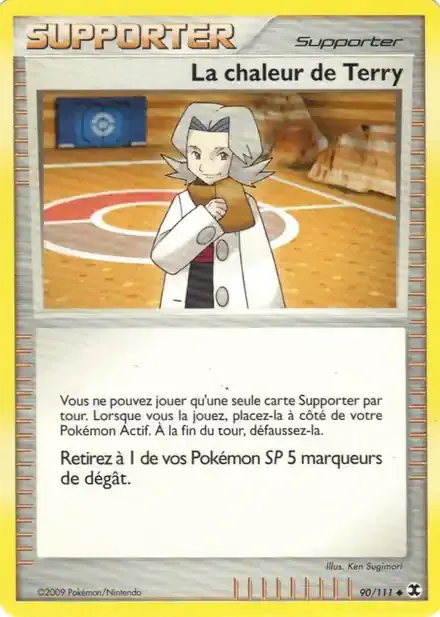 SUPPORTER
Supporter
La chaleur de Terry
Vous ne pouvez jouer qu'une seule carte Supporter par
tour. Lorsque vous la jouez, placez-la à côté de votre
Pokémon Actif. À la fin du tour, défaussez-la.
Retirez à 1 de vos Pokémon SP 5 marqueurs
de dégât.
Illus. Ken Sugimori
©2009 Pokémon/Nintendo
90/111